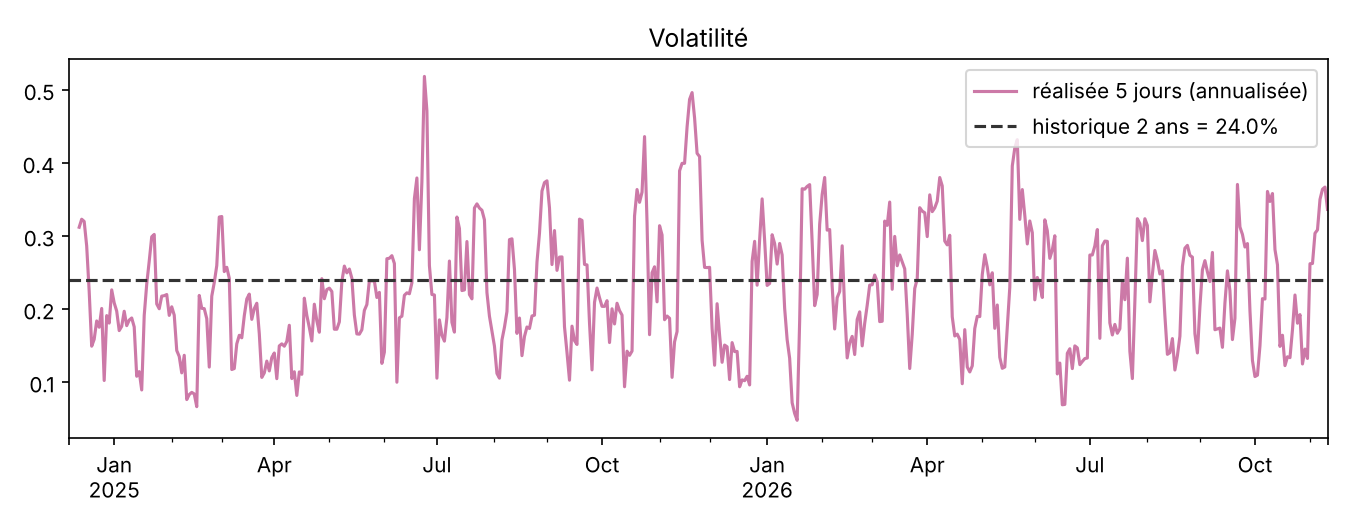 Volatilité
réalisée 5 jours (annualisée)
historique 2 ans = 24.0%
0.5
0.4
0.3
0.2
0.1
Jan Apr Jul Oct Jan Apr Jul Oct
2025 2026